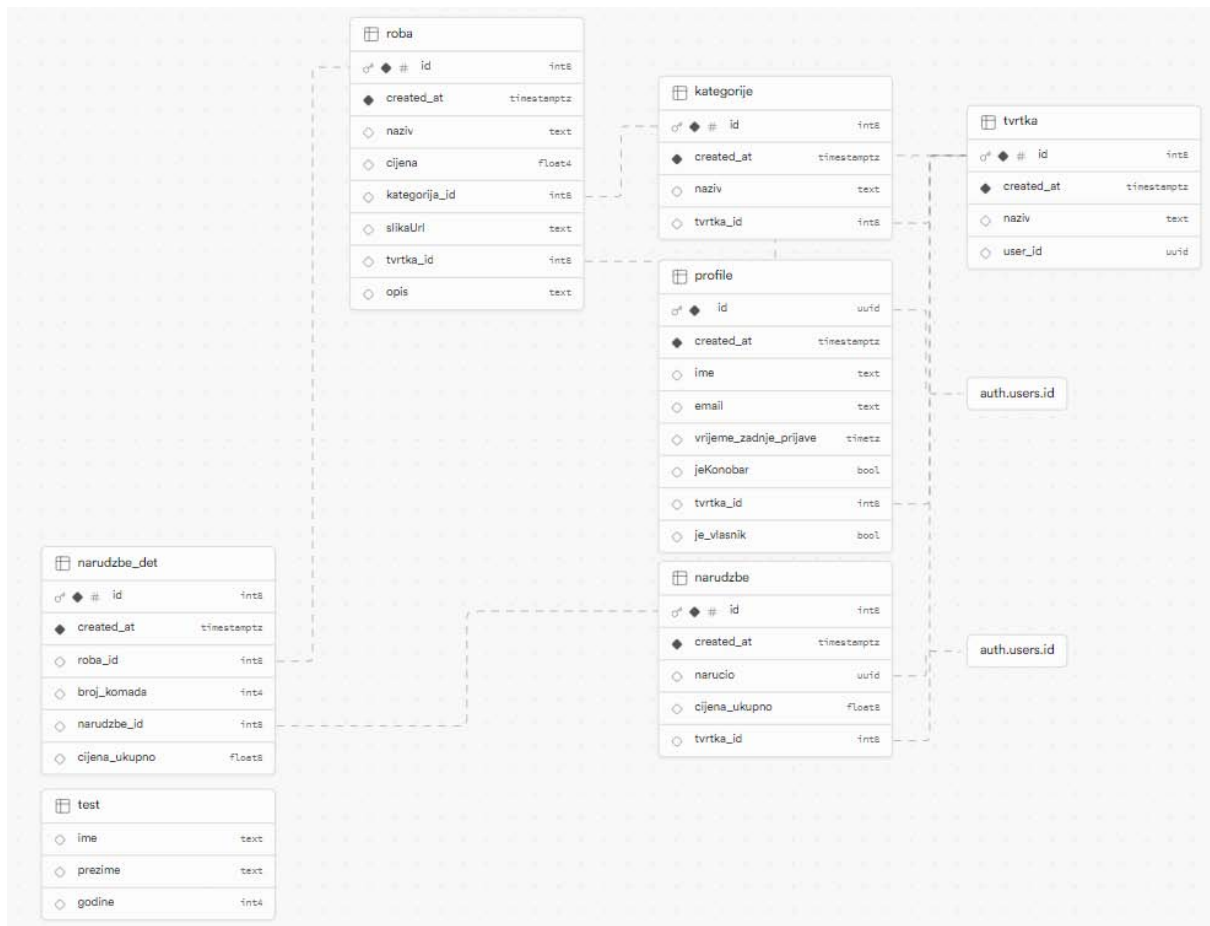 roba
# id int8
created_at timestamptz
naziv text
cijena float4
kategorija_id int8
slikaUrl text
tvrtka_id int8
opis text
kategorije
# id int8
created_at timestamptz
naziv text
tvrtka_id int8
tvrtka
# id int8
created_at timestamptz
naziv text
user_id uuid
profile
id uuid
created_at timestamptz
ime text
email text
vrijeme_zadnje_prijave timetz
jeKonobar bool
tvrtka_id int8
je_vlasnik bool
auth.users.id
narudzbe_det
# id int8
created_at timestamptz
roba_id int8
broj_komada int4
narudzbe_id int8
cijena_ukupno float8
narudzbe
# id int8
created_at timestamptz
narucio uuid
cijena_ukupno float8
tvrtka_id int8
auth.users.id
test
ime text
prezime text
godine int4